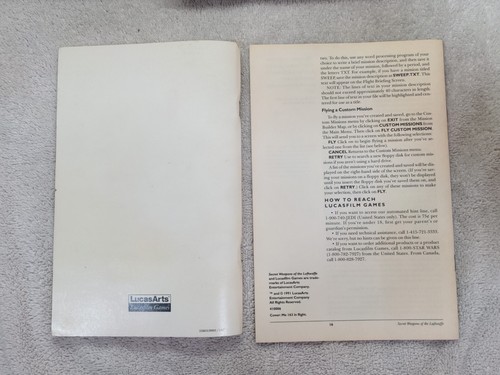 LucasArts
Lucasfilm Games
ters. To do this, use any word processing program of your
choice to write a brief mission description, and then save it
under the name of your mission, followed by a period, and
the letters TXT. For example, if you have a mission titled
SWEEP, save the mission description as SWEEP.TXT. This
text will appear on the Flight Briefing Screen.
NOTE: The lines of text in your mission description
should not exceed approximately 40 characters in length.
The first line of text in your file will be highlighted and cen-
tered for use as a title.
Flying a Custom Mission
To fly missions you've created and saved, go to the Cus-
tom Missions menu by clicking on EXIT from the Mission
Builder Map, or by clicking on CUSTOM MISSIONS from
the Main Menu. Then click on FLY CUSTOM MISSION.
This will send you to a screen with the following selections:
FLY Click on to begin flying a mission after you've se-
lected one from the list (see below).
CANCEL Returns to the Custom Missions menu.
RETRY Use to search a new floppy disk for custom mis-
sions if you aren't using a hard drive.
A list of the missions you've created and saved will be dis-
played on the right-hand side of the screen. (If you're sav-
ing your missions on a floppy disk, they won't be displayed
until you insert the floppy disk you've saved them on, and
click on RETRY.) Click on any of these missions to make
your selection, then click on FLY.
HOW TO REACH
LUCASFILM GAMES
• If you want to access our automated hint line, call
1-900-740-JEDI (United States only). The cost is 75¢ per
minute. If you're under 18, first get your parent's or
guardian's permission.
• If you need technical assistance, call 1-415-721-3333.
We're sorry, but no hints can be given on this line.
• If you want to order additional products or a product
catalog from Lucasfilm Games, call 1-800-STAR WARS
(1-800-782-7927) from the United States. From Canada,
call 1-800-828-7927.
Secret Weapons of the Luftwaffe
and Lucasfilm Games are trade-
marks of LucasArts
Entertainment Company.
™ and © 1991 LucasArts
Entertainment Company.
All Rights Reserved.
Cover: Me 163 in flight.
18
Secret Weapons of the Luftwaffe